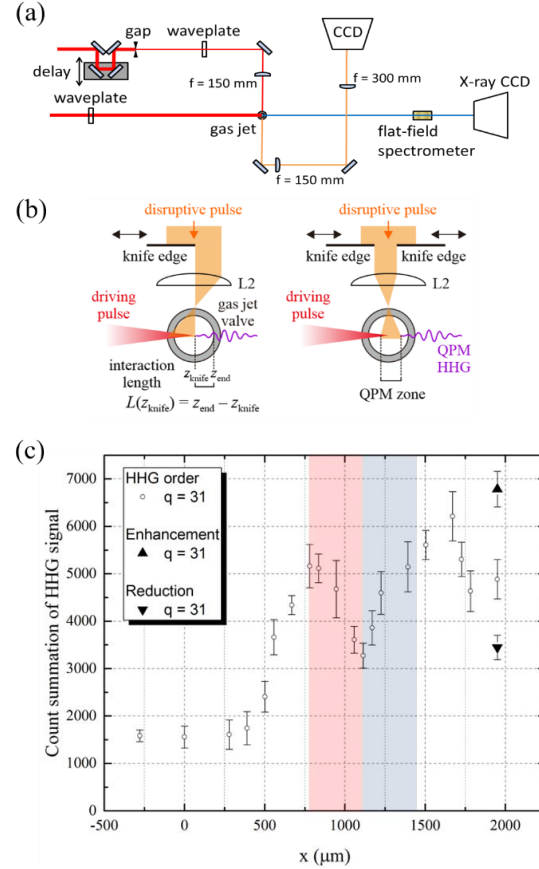 (a)
gap
waveplate
CCD
delay
f = 150 mm
f = 300 mm
X-ray CCD
waveplate
gas jet
flat-field
spectrometer
f = 150 mm
(b)
disruptive pulse
knife edge
L2
driving
pulse
gas jet
valve
interaction
length
z_knife z_end
L(z_knife) = z_end − z_knife
disruptive pulse
knife edge
knife edge
L2
driving
pulse
QPM
HHG
QPM zone
(c)
Count summation of HHG signal
7000
6000
5000
4000
3000
2000
1000
0
HHG order
q = 31
Enhancement
q = 31
Reduction
q = 31
-500
0
500
1000
1500
2000
x (μm)